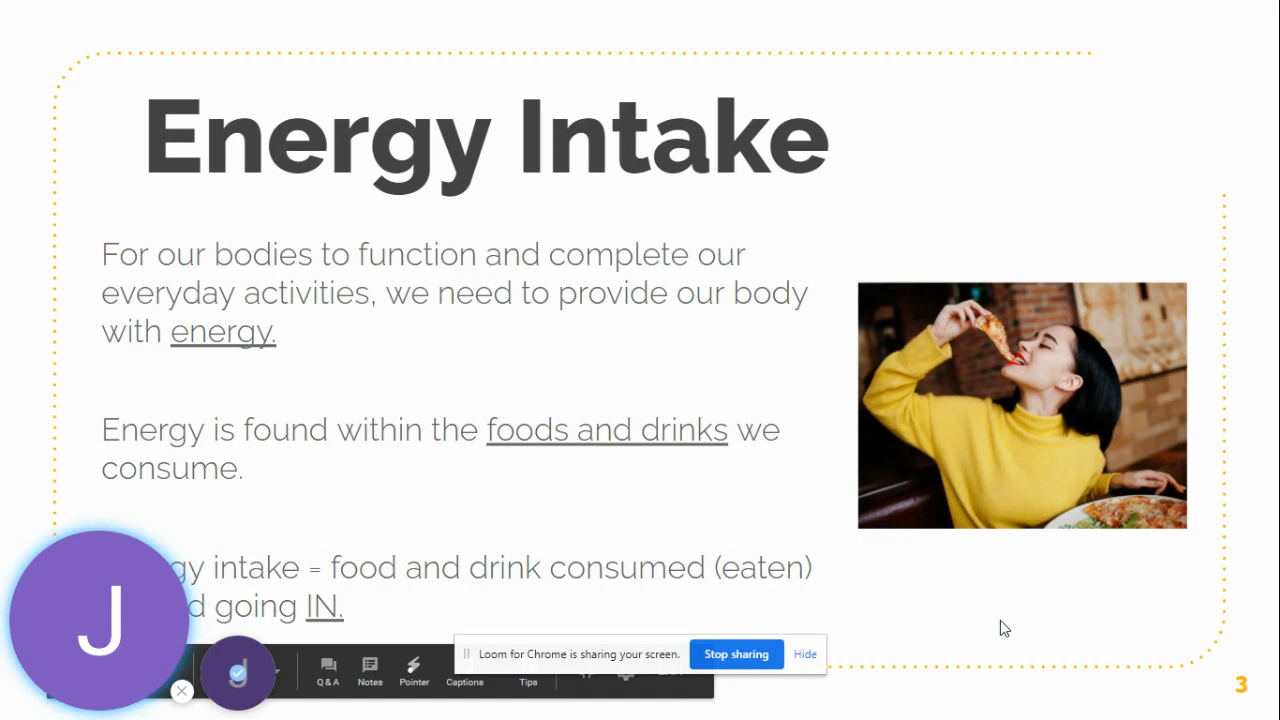 Energy Intake
For our bodies to function and complete our
everyday activities, we need to provide our body
with energy.
Energy is found within the foods and drinks we
consume.
intake = food and drink consumed (eaten)
going IN.
J
Loom for Chrome is sharing your screen. Stop sharing Hide
Q & A Notes Pointer Captions Tips
3